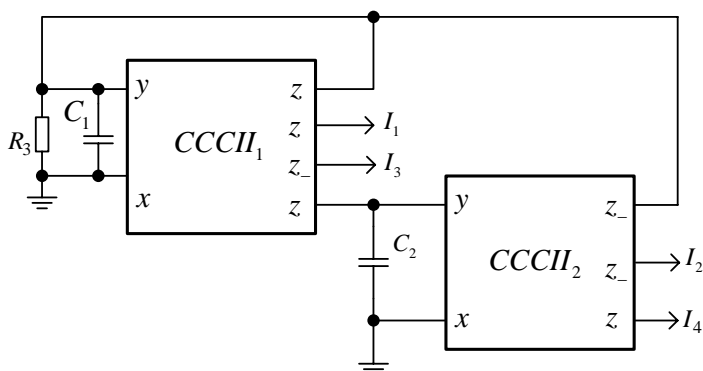 y
z
C₁
z
I₁
R₃
CCCII₁
z_
I₃
x
z
y
z_
C₂
CCCII₂
z_
I₂
x
z
I₄